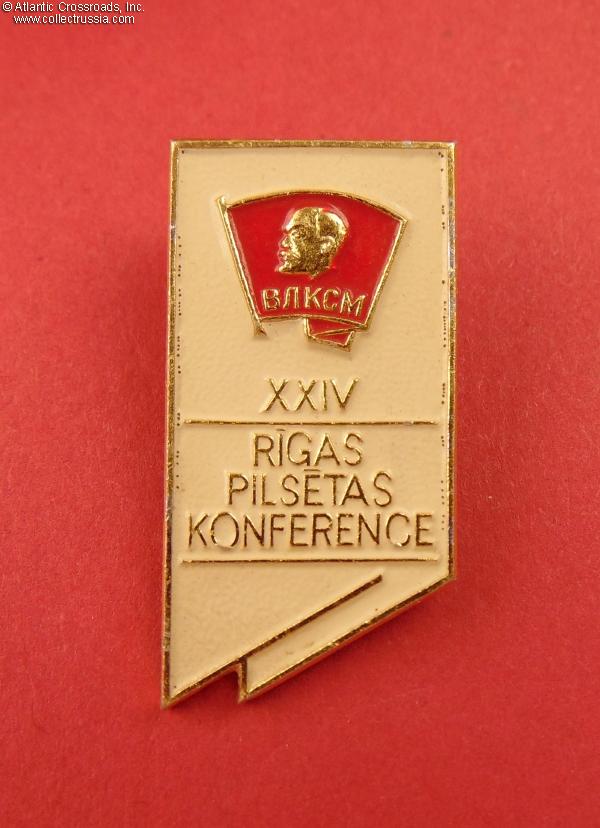 © Atlantic Crossroads, Inc.
www.collectrussia.com
ВЛКСМ
XXIV
RĪGAS
PILSĒTAS
KONFERENCE